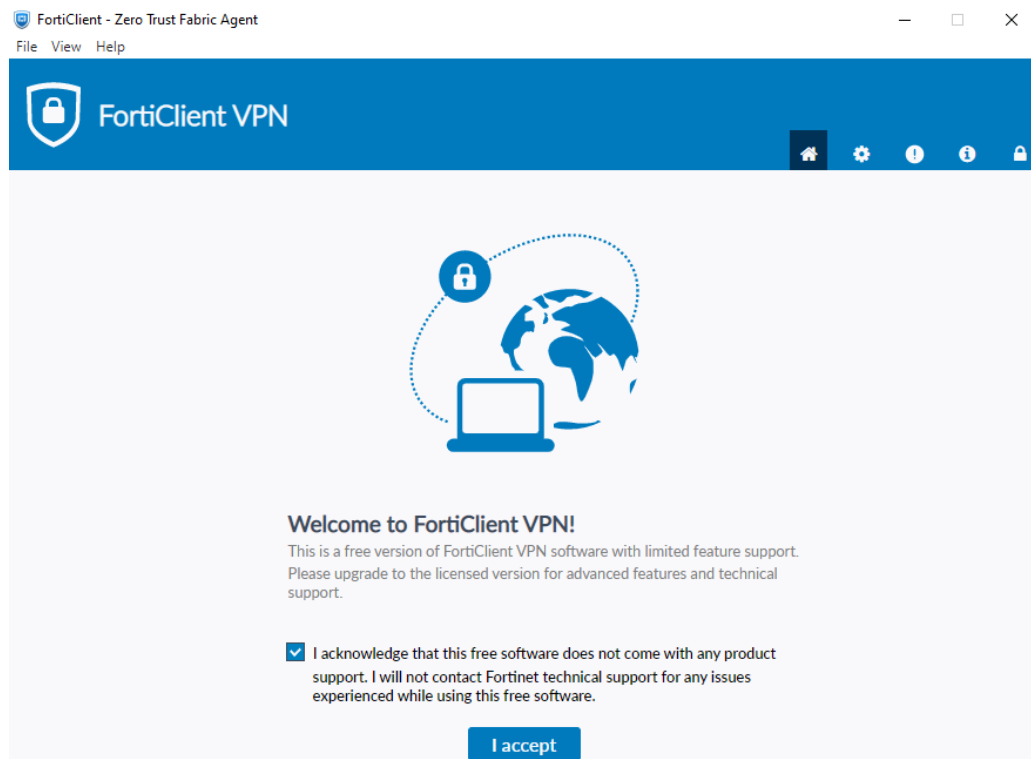 FortiClient - Zero Trust Fabric Agent
File View Help
FortiClient VPN
Welcome to FortiClient VPN!
This is a free version of FortiClient VPN software with limited feature support.
Please upgrade to the licensed version for advanced features and technical
support.
I acknowledge that this free software does not come with any product
support. I will not contact Fortinet technical support for any issues
experienced while using this free software.
I accept